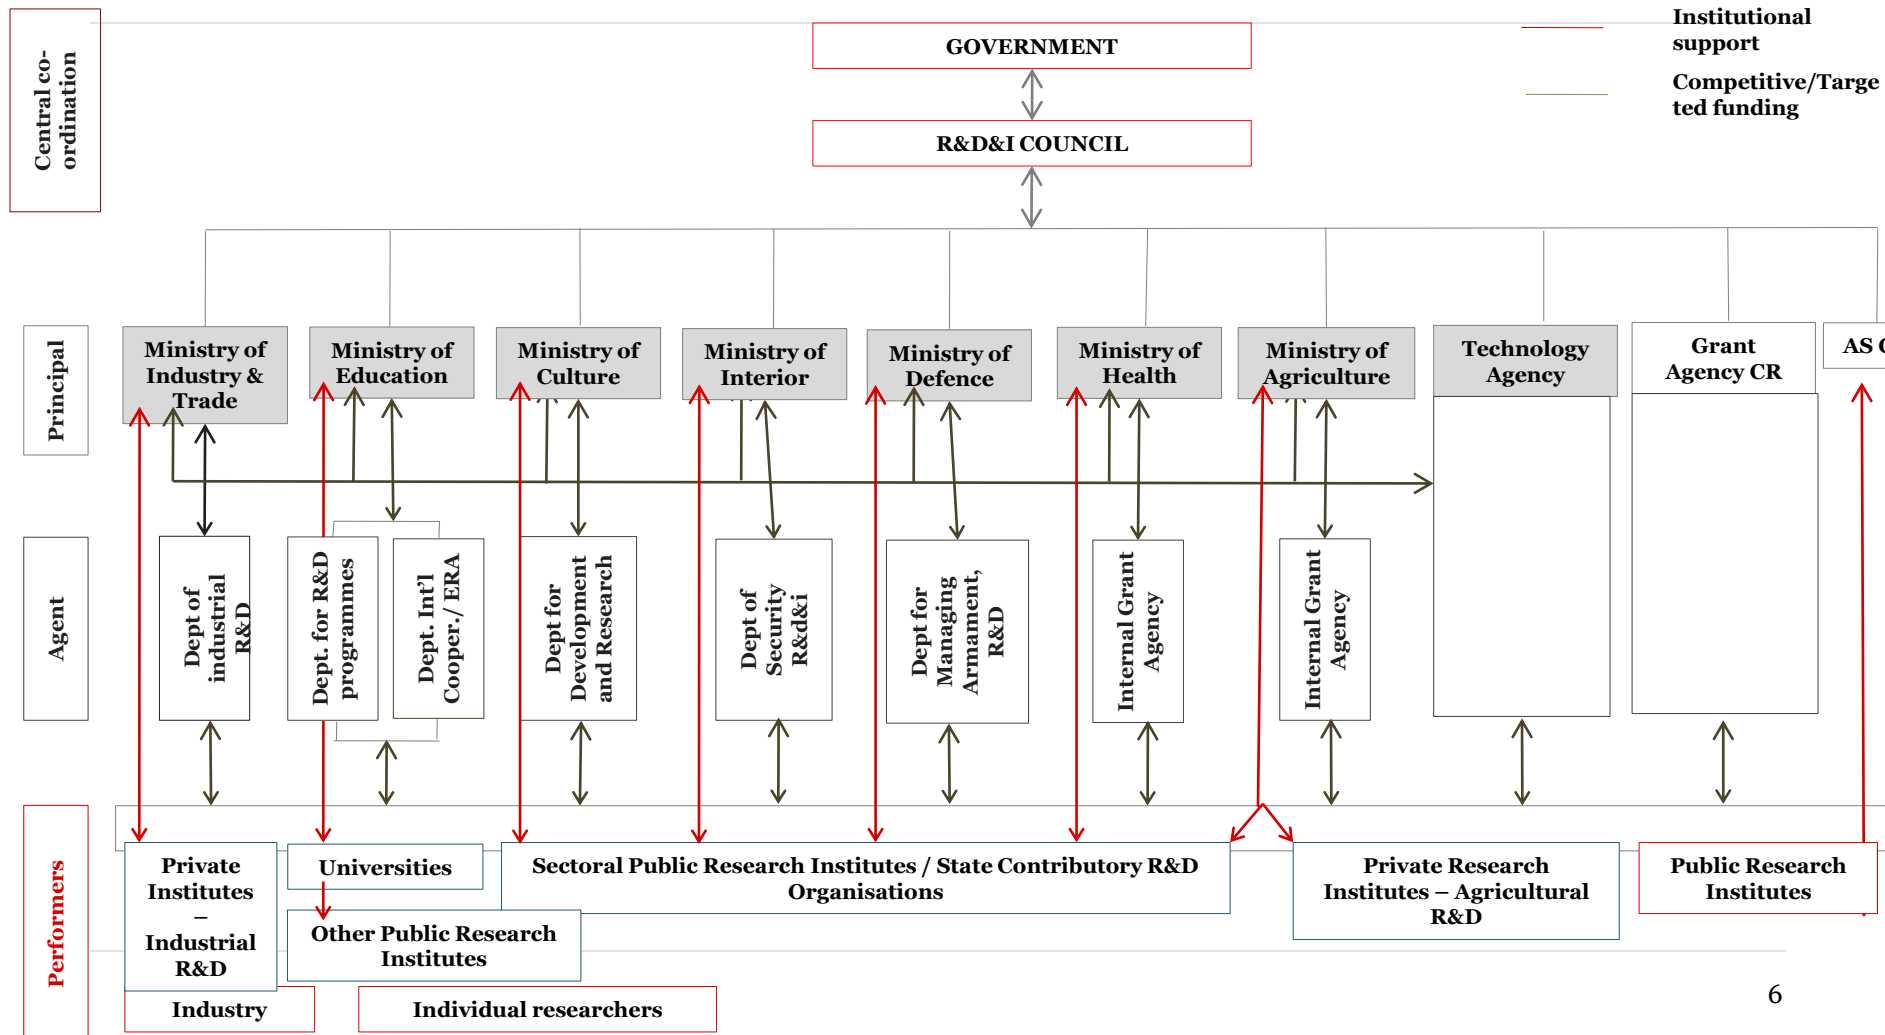 Central co-
ordination
GOVERNMENT
R&D&I COUNCIL
Institutional
support
Competitive/Targe
ted funding
Principal
Ministry of
Industry &
Trade
Ministry of
Education
Ministry of
Culture
Ministry of
Interior
Ministry of
Defence
Ministry of
Health
Ministry of
Agriculture
Technology
Agency
Grant
Agency CR
AS C
Agent
Dept of
industrial
R&D
Dept. for R&D
programmes
Dept. Int'l
Cooper./ ERA
Dept for
Development
and Research
Dept of
Security
R&d&i
Dept for
Managing
Armament,
R&D
Internal Grant
Agency
Internal Grant
Agency
Performers
Private
Institutes
–
Industrial
R&D
Universities
Other Public Research
Institutes
Sectoral Public Research Institutes / State Contributory R&D
Organisations
Private Research
Institutes – Agricultural
R&D
Public Research
Institutes
Industry
Individual researchers
6